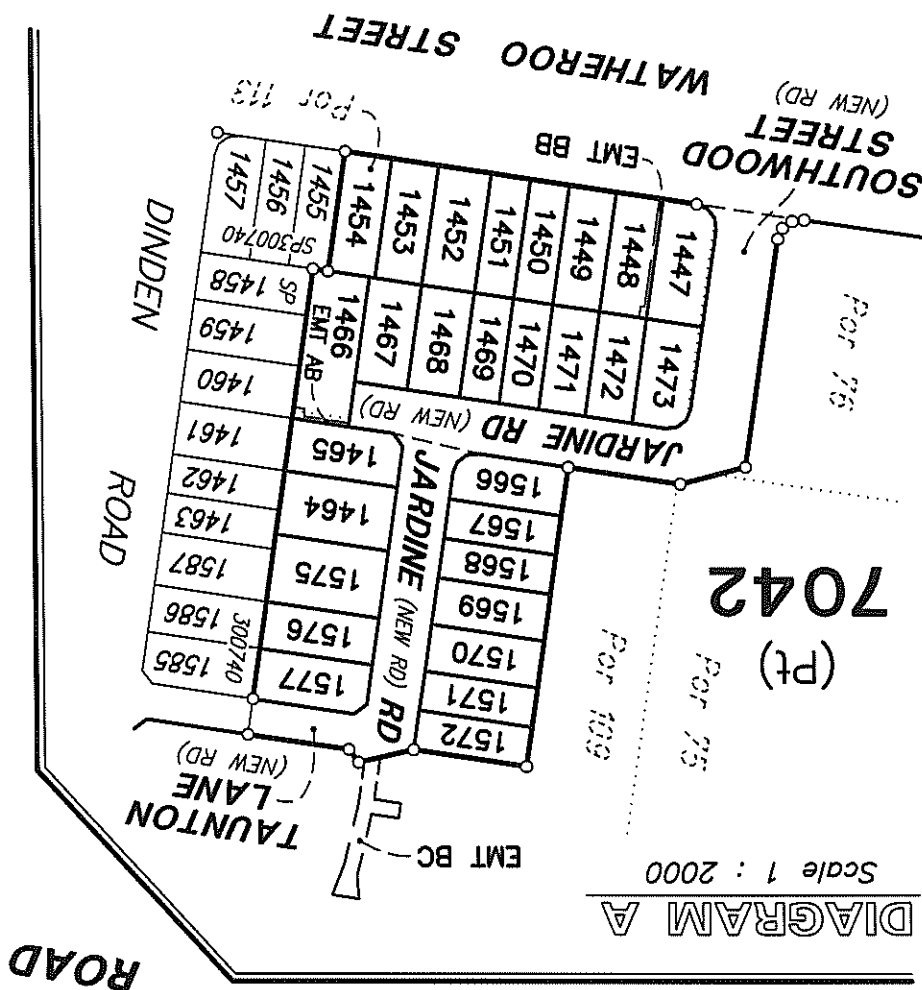 DIAGRAM A
Scale 1 : 2000
ROAD
EMT BC
TAUNTON
LANE
(NEW RD)
7042
(Pt)
Por 75
Por 109
Por 76
1572
1571
1570
1569
1568
1567
1566
JARDINE (NEW RD) RD
1577
1576
1575
1464
1465
1585
1586
300740
1587
1463
1462
1461
1460
1459
1458
SP
SP300740
DINDEN
ROAD
JARDINE RD (NEW RD)
1473
1472
1471
1470
1469
1468
1467
1466
EMT AB
1447
1448
1449
1450
1451
1452
1453
1454
1455
1456
1457
SOUTHWOOD
STREET
(NEW RD)
EMT BB
Por 113
WATHEROO STREET